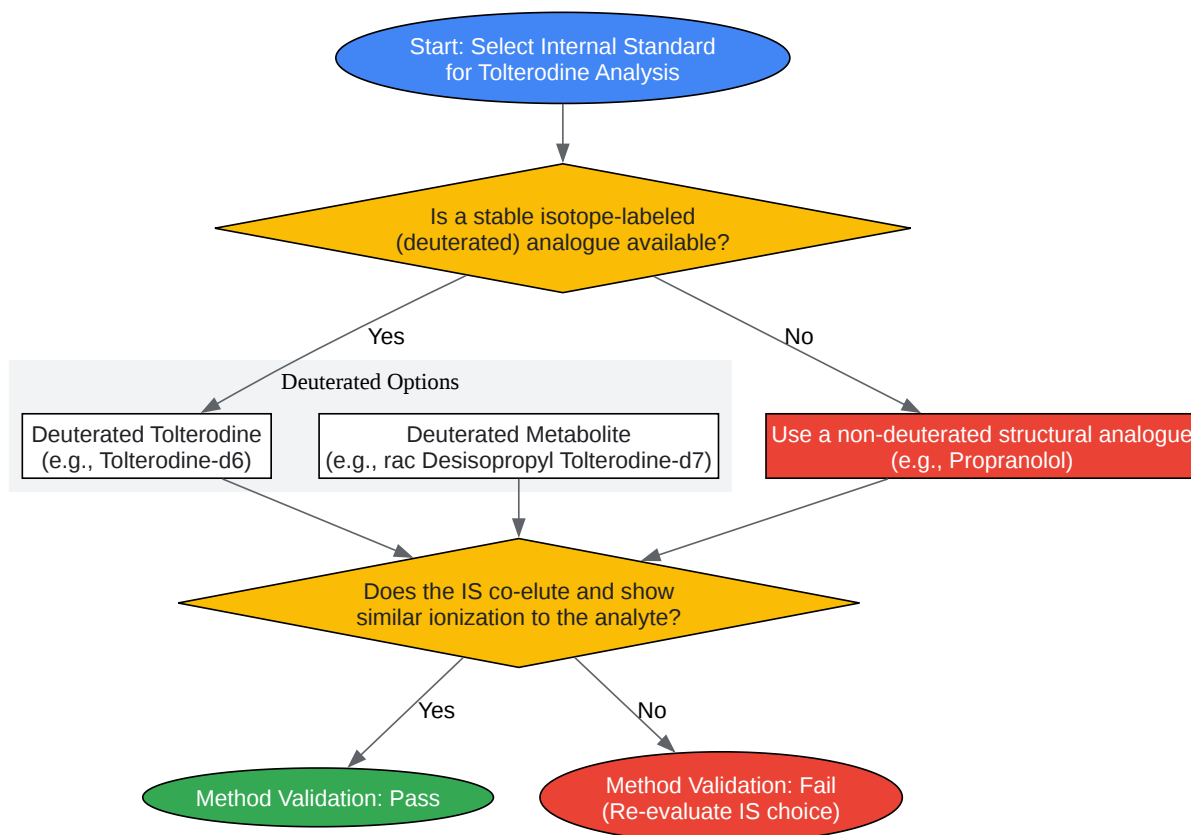 Start: Select Internal Standard
for Tolterodine Analysis
Is a stable isotope-labeled
(deuterated) analogue available?
Yes
No
Deuterated Options
Deuterated Tolterodine
(e.g., Tolterodine-d6)
Deuterated Metabolite
(e.g., rac Desisopropyl Tolterodine-d7)
Use a non-deuterated structural analogue
(e.g., Propranolol)
Does the IS co-elute and show
similar ionization to the analyte?
Yes
No
Method Validation: Pass
Method Validation: Fail
(Re-evaluate IS choice)